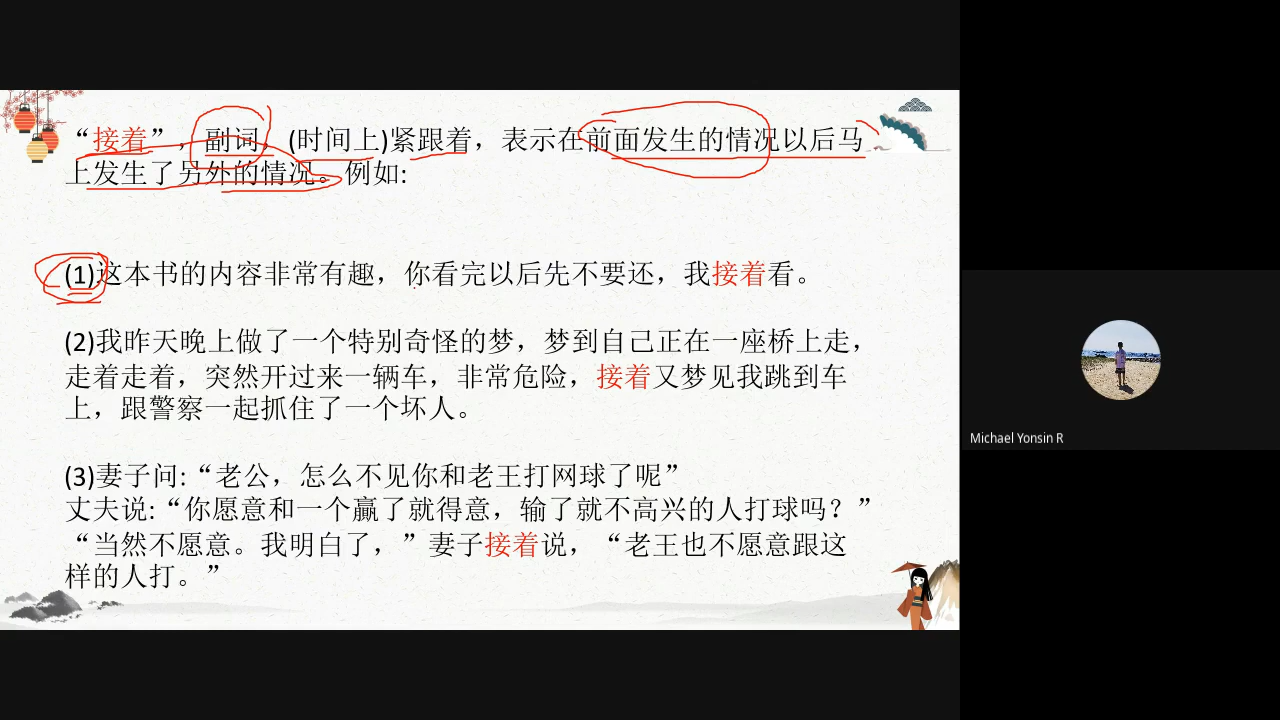 “接着”，副词，(时间上)紧跟着，表示在前面发生的情况以后马
上发生了另外的情况。例如:
(1)这本书的内容非常有趣，你看完以后先不要还，我接着看。
(2)我昨天晚上做了一个特别奇怪的梦，梦到自己正在一座桥上走，
走着走着，突然开过来一辆车，非常危险，接着又梦见我跳到车
上，跟警察一起抓住了一个坏人。
(3)妻子问:“老公，怎么不见你和老王打网球了呢”
丈夫说:“你愿意和一个赢了就得意，输了就不高兴的人打球吗？”
“当然不愿意。我明白了，”妻子接着说，“老王也不愿意跟这
样的人打。”
Michael Yonsin R